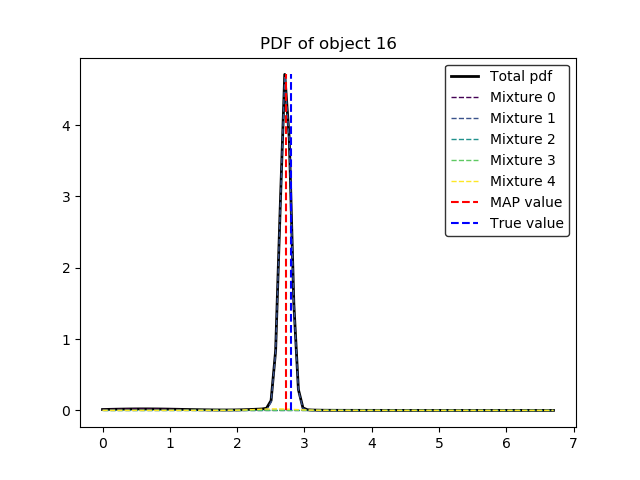 PDF of object 16
Total pdf
Mixture 0
Mixture 1
Mixture 2
Mixture 3
Mixture 4
MAP value
True value
4
3
2
1
0
0 1 2 3 4 5 6 7